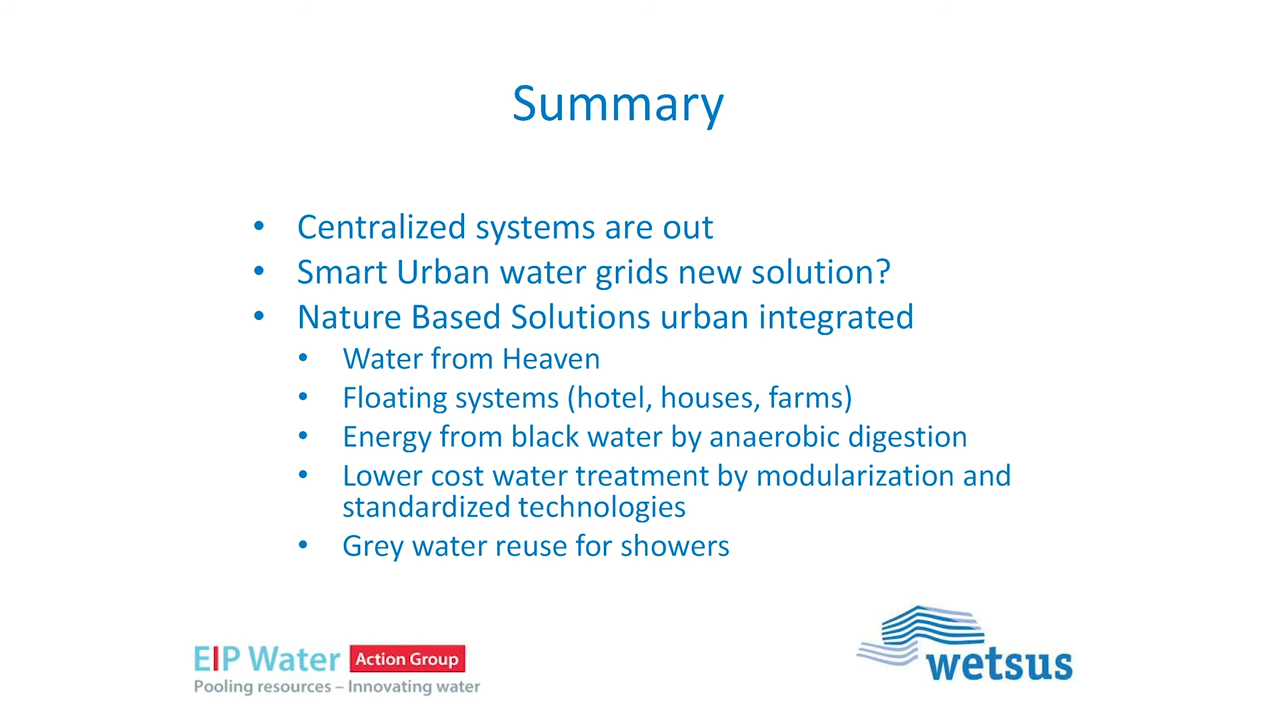 Summary
• Centralized systems are out
• Smart Urban water grids new solution?
• Nature Based Solutions urban integrated
• Water from Heaven
• Floating systems (hotel, houses, farms)
• Energy from black water by anaerobic digestion
• Lower cost water treatment by modularization and
standardized technologies
• Grey water reuse for showers
EIP Water Action Group
Pooling resources – Innovating water
wetsus